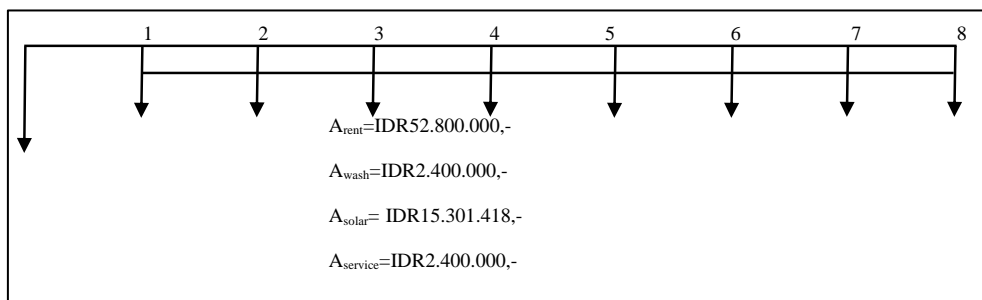 1 2 3 4 5 6 7 8
Arent=IDR52.800.000,-
Awash=IDR2.400.000,-
Asolar= IDR15.301.418,-
Aservice=IDR2.400.000,-